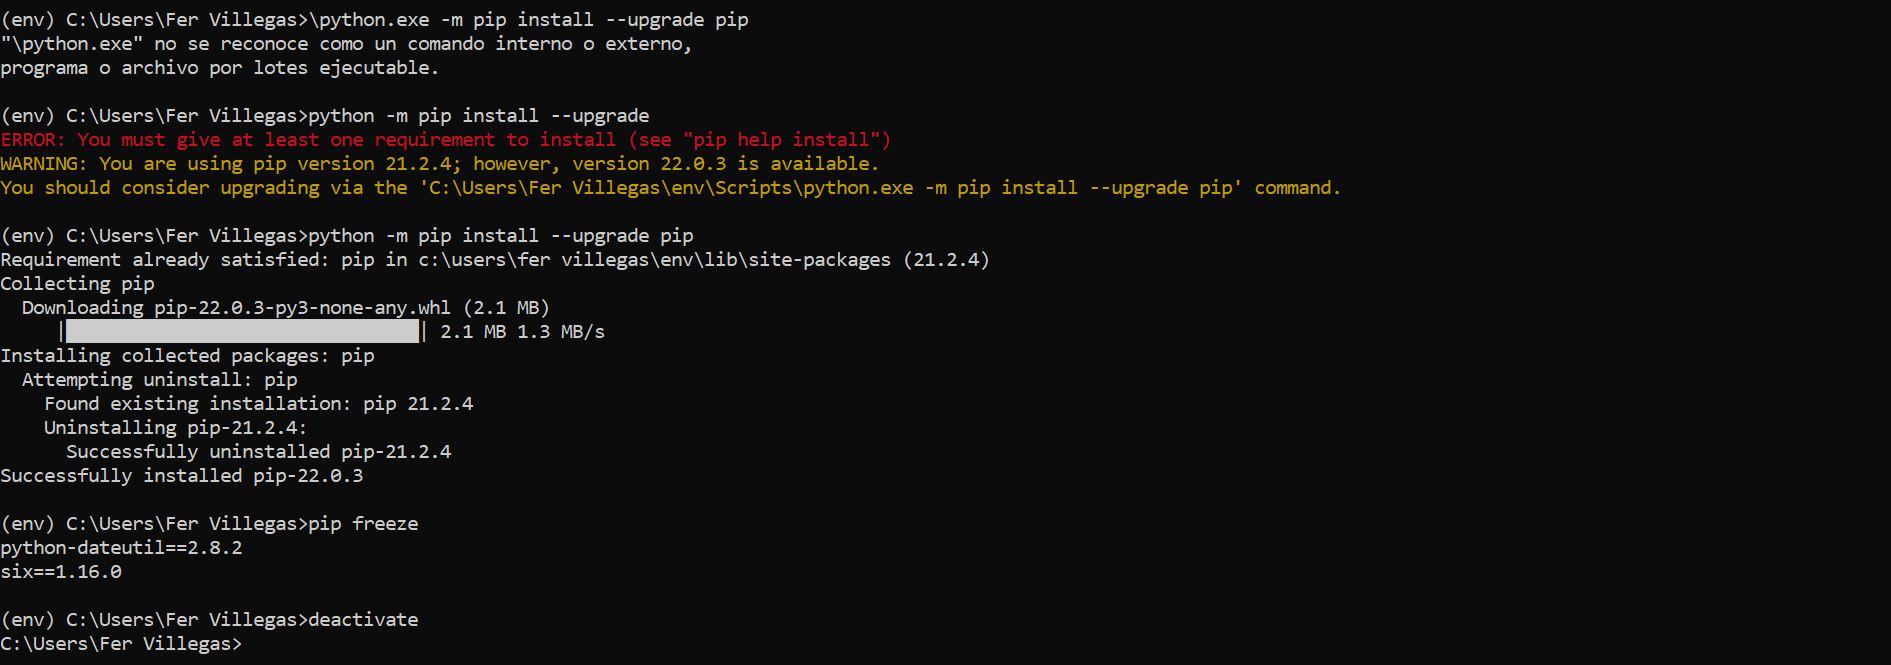 (env) C:\Users\Fer Villegas>\python.exe -m pip install --upgrade pip
"\python.exe" no se reconoce como un comando interno o externo,
programa o archivo por lotes ejecutable.
(env) C:\Users\Fer Villegas>python -m pip install --upgrade
ERROR: You must give at least one requirement to install (see "pip help install")
WARNING: You are using pip version 21.2.4; however, version 22.0.3 is available.
You should consider upgrading via the 'C:\Users\Fer Villegas\env\Scripts\python.exe -m pip install --upgrade pip' command.
(env) C:\Users\Fer Villegas>python -m pip install --upgrade pip
Requirement already satisfied: pip in c:\users\fer villegas\env\lib\site-packages (21.2.4)
Collecting pip
  Downloading pip-22.0.3-py3-none-any.whl (2.1 MB)
     |████████████████████████████████| 2.1 MB 1.3 MB/s
Installing collected packages: pip
  Attempting uninstall: pip
    Found existing installation: pip 21.2.4
    Uninstalling pip-21.2.4:
      Successfully uninstalled pip-21.2.4
Successfully installed pip-22.0.3
(env) C:\Users\Fer Villegas>pip freeze
python-dateutil==2.8.2
six==1.16.0
(env) C:\Users\Fer Villegas>deactivate
C:\Users\Fer Villegas>